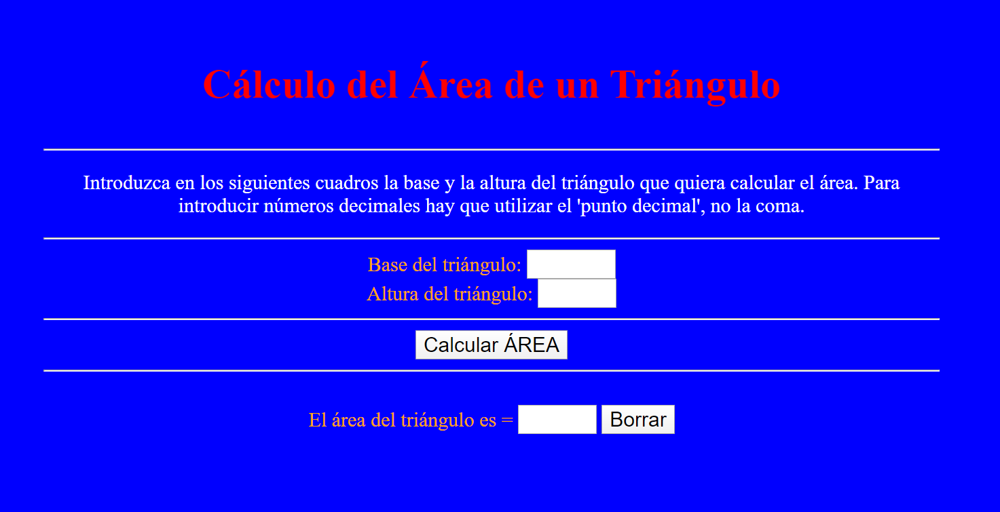 Cálculo del Área de un Triángulo
Introduzca en los siguientes cuadros la base y la altura del triángulo que quiera calcular el área. Para
introducir números decimales hay que utilizar el 'punto decimal', no la coma.
Base del triángulo:
Altura del triángulo:
Calcular ÁREA
El área del triángulo es = Borrar